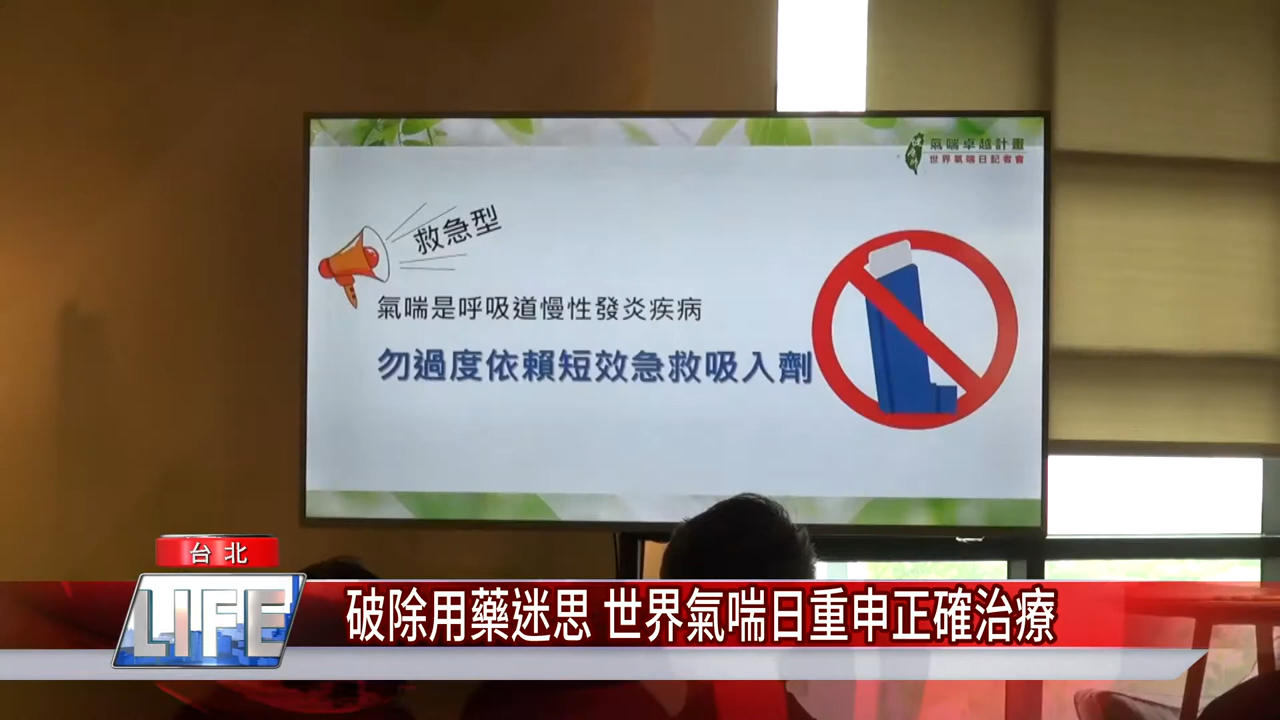 氣喘卓越計畫
世界氣喘日記者會
救急型
氣喘是呼吸道慢性發炎疾病
勿過度依賴短效急救吸入劑
台北
LIFE
破除用藥迷思 世界氣喘日重申正確治療